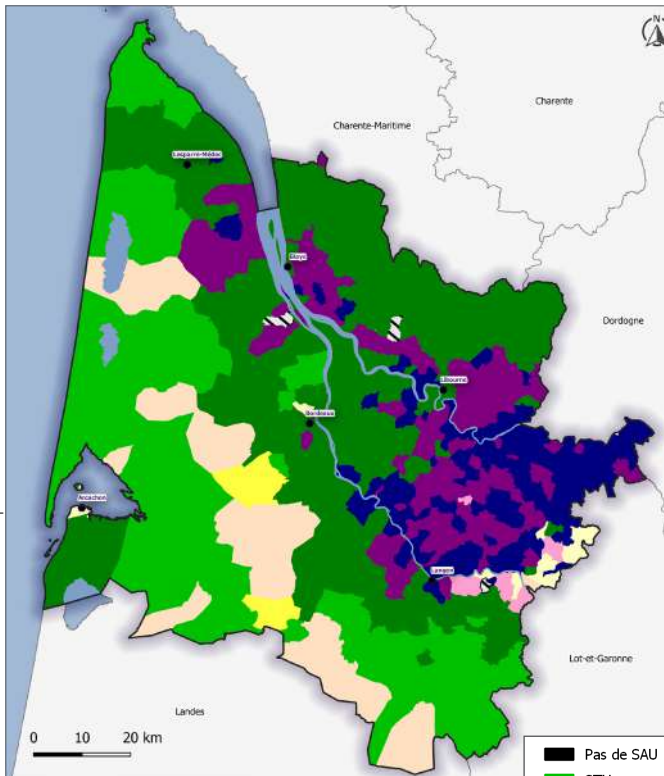 N
Charente
Charente-Maritime
Lesparre-Médoc
Blaye
Dordogne
Libourne
Bordeaux
Arcachon
Langon
Lot-et-Garonne
Landes
0 10 20 km
Pas de SAU